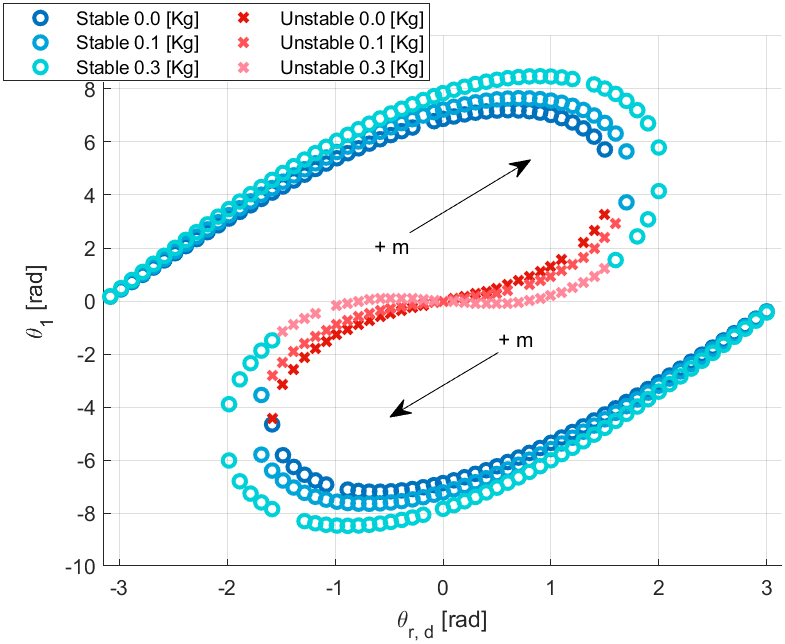 Stable 0.0 [Kg] Unstable 0.0 [Kg]
Stable 0.1 [Kg] Unstable 0.1 [Kg]
Stable 0.3 [Kg] Unstable 0.3 [Kg]
8
6
4
+ m
2
0
+ m
-2
-4
-6
-8
-10
θ1 [rad]
-3 -2 -1 0 1 2 3
θr, d [rad]